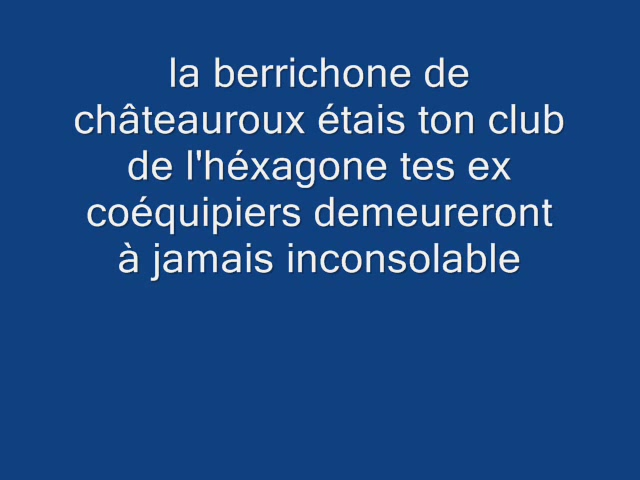 la berrichone de
châteauroux étais ton club
de l'héxagone tes ex
coéquipiers demeureront
à jamais inconsolable